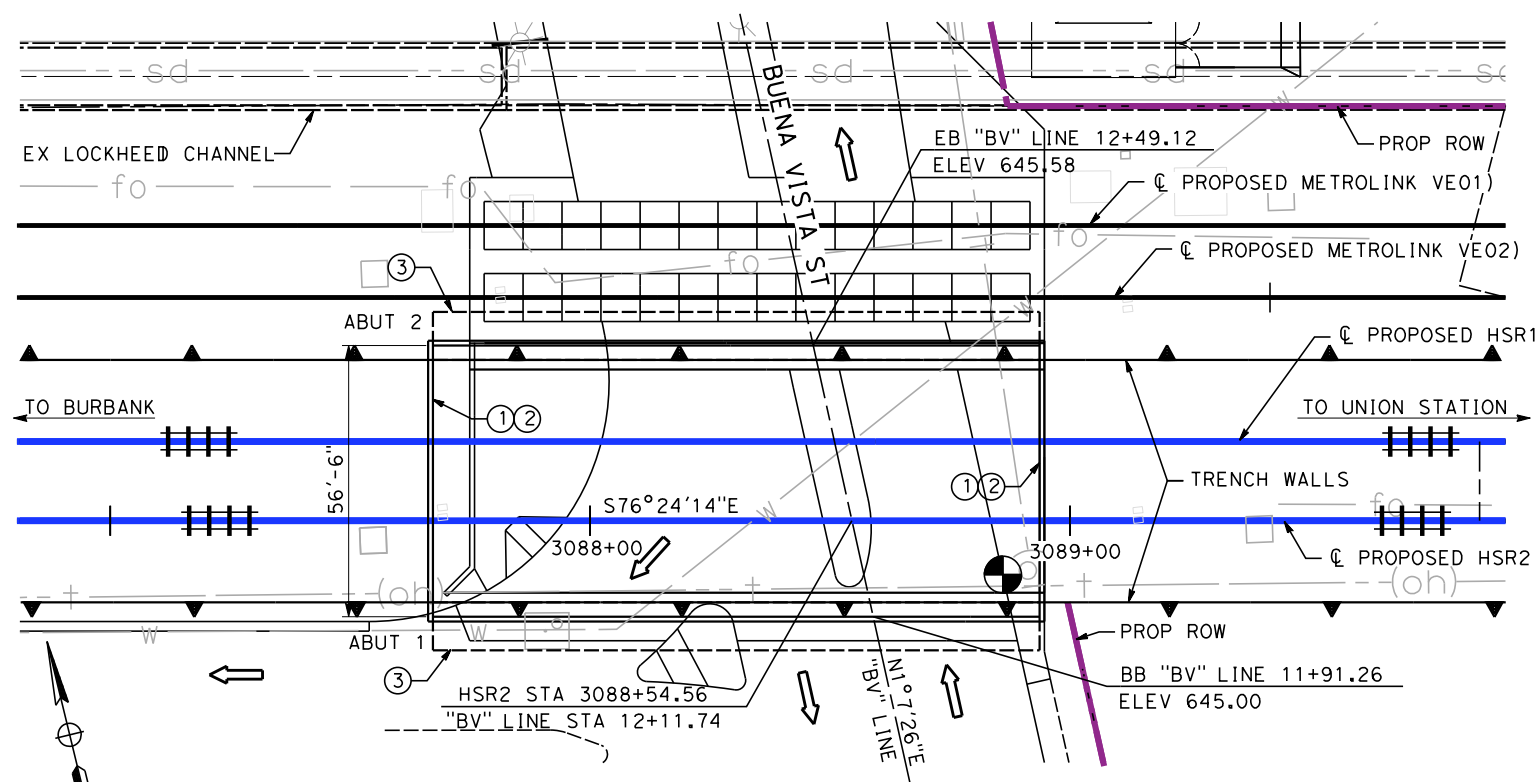 sd
sd
sd
sd
sd
w
EX LOCKHEED CHANNEL
BUENA VISTA ST
EB "BV" LINE 12+49.12
ELEV 645.58
PROP ROW
fo
fo
℄ PROPOSED METROLINK VE01)
fo
fo
℄ PROPOSED METROLINK VE02)
3
w
ABUT 2
℄ PROPOSED HSR1
TO BURBANK
TO UNION STATION
1 2
56'-6"
1 2
TRENCH WALLS
S76°24'14"E
w
fo
3088+00
3089+00
℄ PROPOSED HSR2
t
(oh)
t
t
(oh)
w
w
ABUT 1
PROP ROW
3
HSR2 STA 3088+54.56
"BV" LINE STA 12+11.74
N1°7'26"E
"BV" LINE
BB "BV" LINE 11+91.26
ELEV 645.00